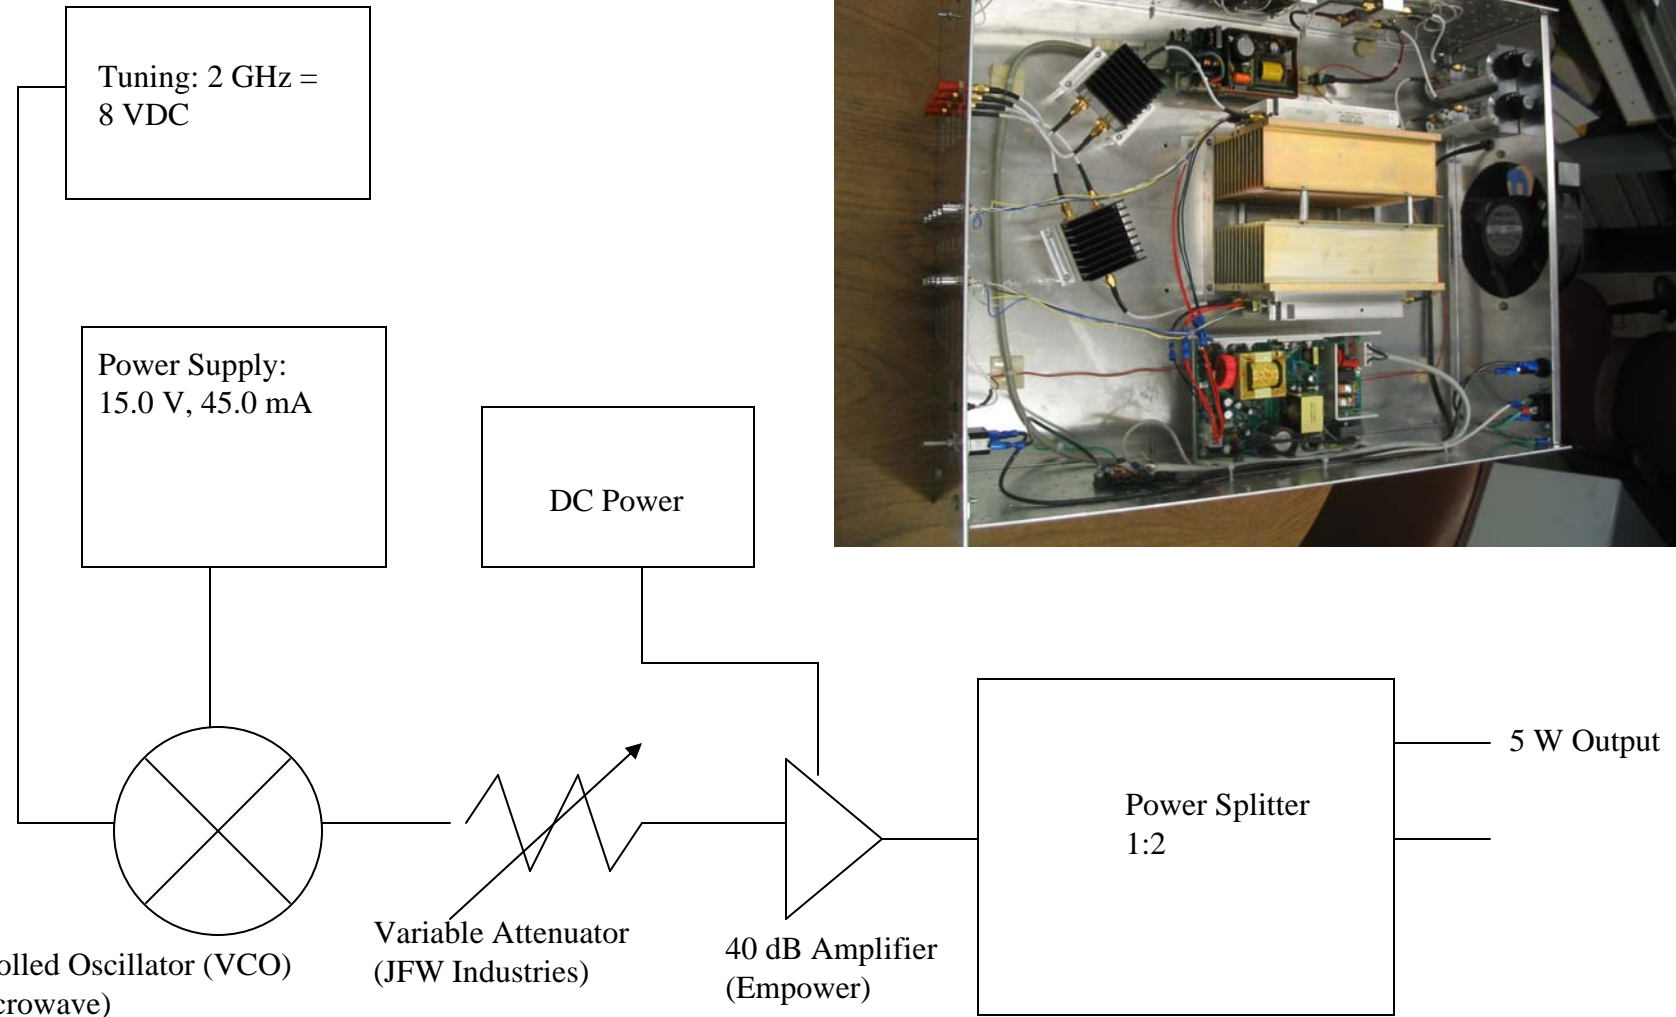 Tuning: 2 GHz =
8 VDC
Power Supply:
15.0 V, 45.0 mA
DC Power
5 W Output
Power Splitter
1:2
Variable Attenuator
(JFW Industries)
40 dB Amplifier
(Empower)
olled Oscillator (VCO)
crowave)